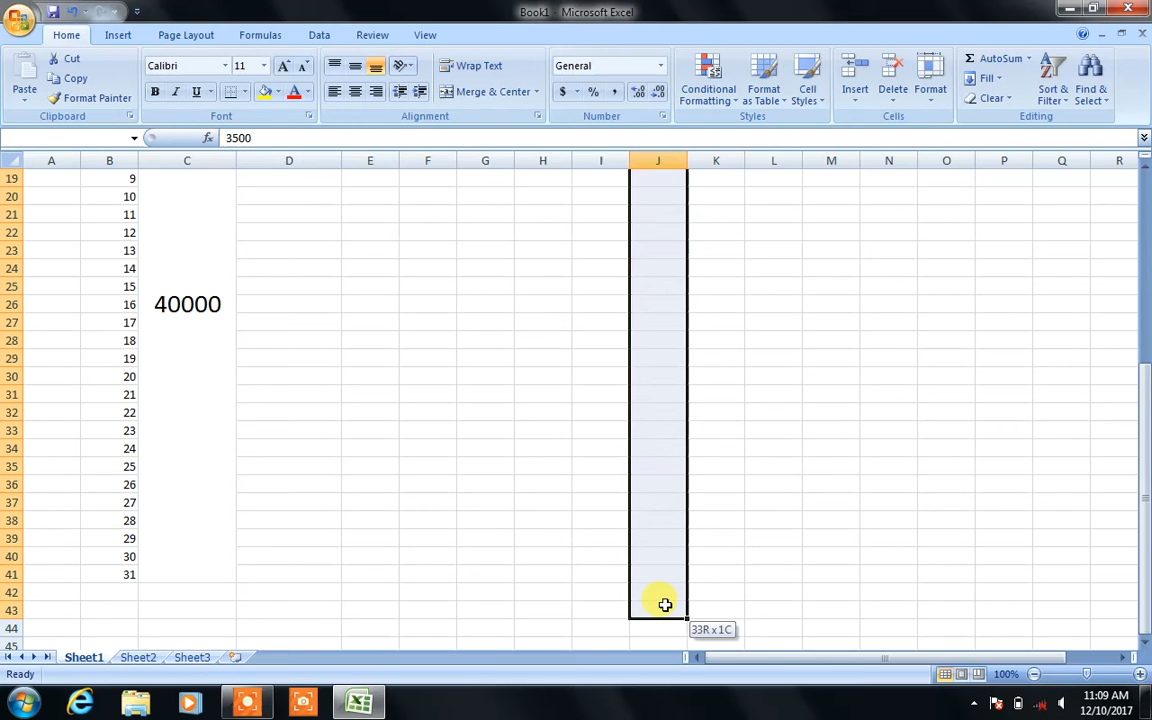 Book1 - Microsoft Excel
Home Insert Page Layout Formulas Data Review View
Paste
Cut
Copy
Format Painter
Clipboard
Calibri 11
B I U
Font
Wrap Text
Merge & Center
Alignment
General
$ % ,
Number
Conditional Formatting
Format as Table
Cell Styles
Styles
Insert Delete Format
Cells
Σ AutoSum
Fill
Clear
Sort & Filter
Find & Select
Editing
fx 3500
A B C D E F G H I J K L M N O P Q R
19 9
20 10
21 11
22 12
23 13
24 14
25 15
26 16 40000
27 17
28 18
29 19
30 20
31 21
32 22
33 23
34 24
35 25
36 26
37 27
38 28
39 29
40 30
41 31
42
43
44
45
33R x 1C
Sheet1 Sheet2 Sheet3
Ready 100%
11:09 AM
12/10/2017